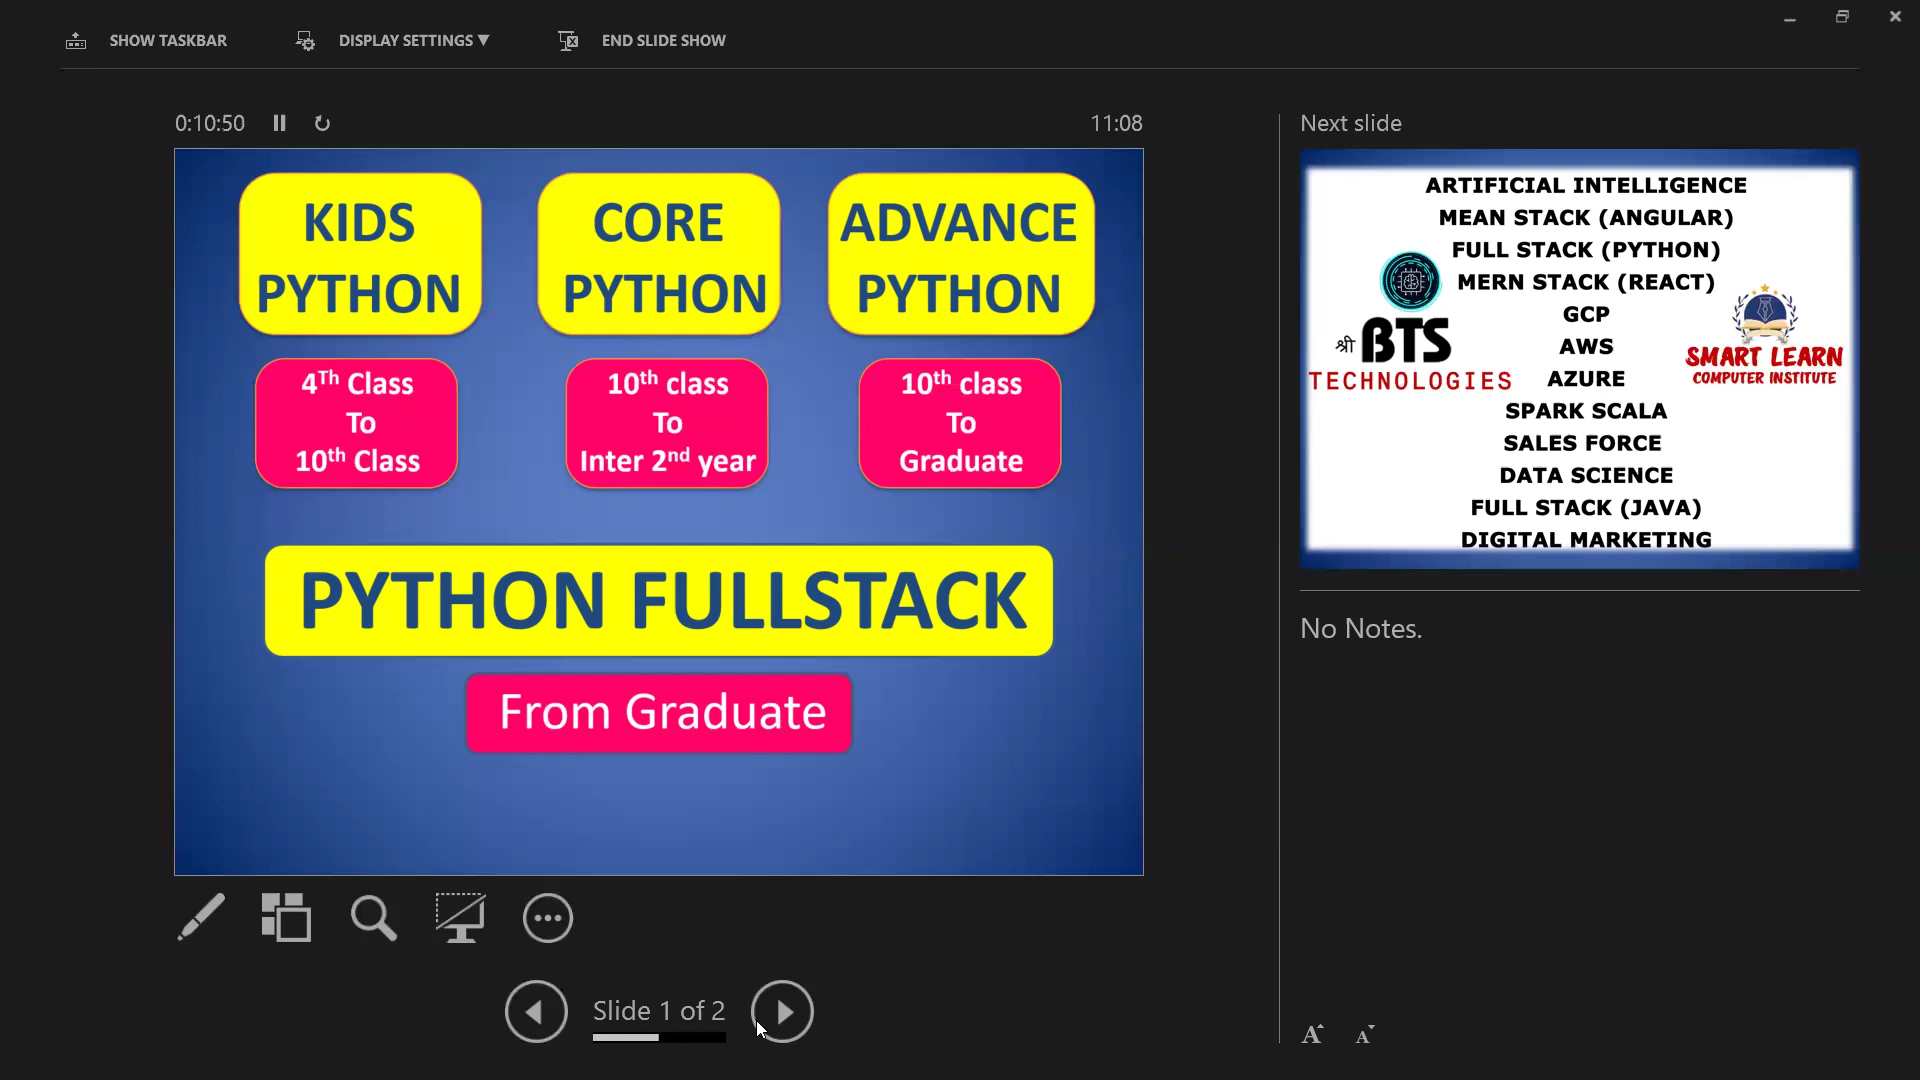 SHOW TASKBAR
DISPLAY SETTINGS ▼
END SLIDE SHOW
0:10:50
11:08
KIDS
PYTHON
CORE
PYTHON
ADVANCE
PYTHON
4Th Class
To
10th Class
10th class
To
Inter 2nd year
10th class
To
Graduate
PYTHON FULLSTACK
From Graduate
Slide 1 of 2
Next slide
ARTIFICIAL INTELLIGENCE
MEAN STACK (ANGULAR)
FULL STACK (PYTHON)
MERN STACK (REACT)
GCP
AWS
AZURE
SPARK SCALA
SALES FORCE
DATA SCIENCE
FULL STACK (JAVA)
DIGITAL MARKETING
श्री BTS
TECHNOLOGIES
SMART LEARN
COMPUTER INSTITUTE
No Notes.
A A